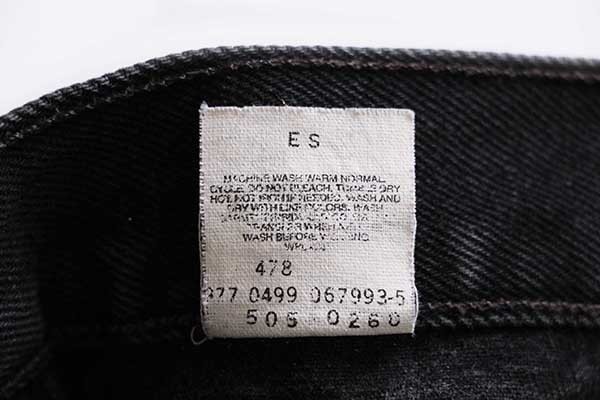 E S
MACHINE WASH WARM NORMAL
CYCLE. DO NOT BLEACH. TUMBLE DRY
HOT. NOT IRON IF NEEDED. WASH AND
DRY WITH LIKE COLORS. WASH
WASH BEFORE
478
377 0499 067993-5
505 0260